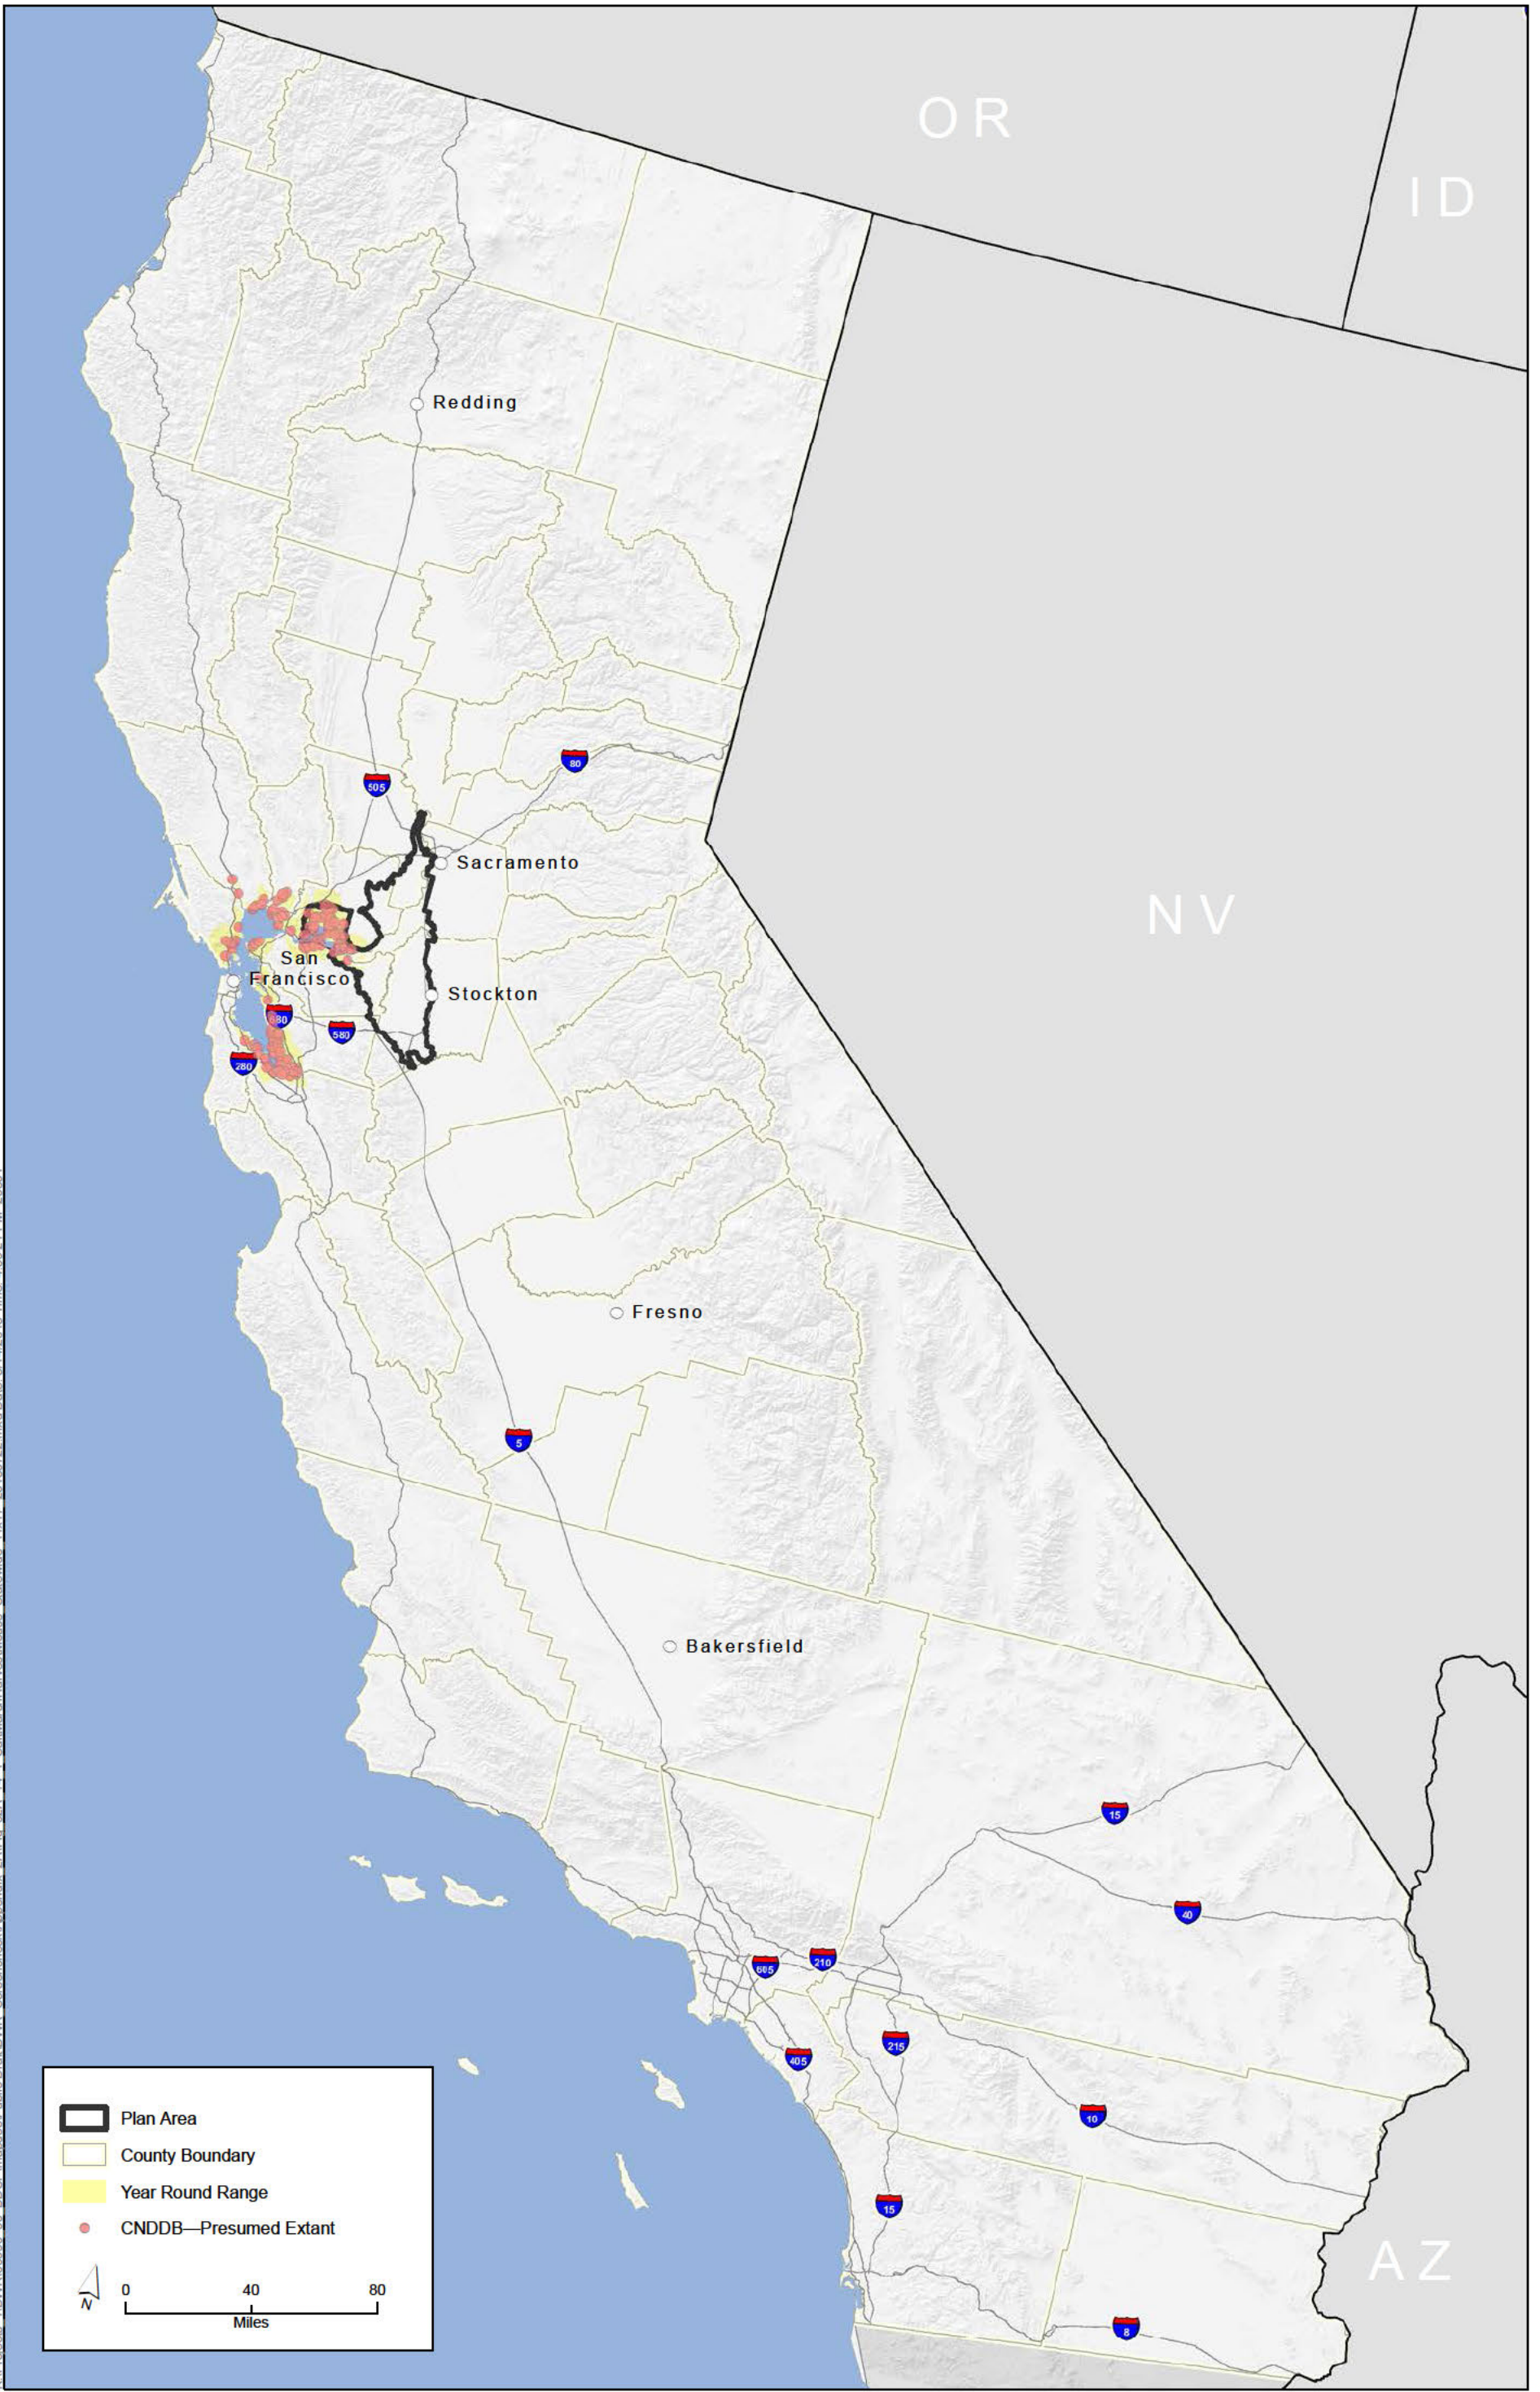 OR
ID
Redding
80
505
Sacramento
NV
San
Francisco
Stockton
680
580
280
Fresno
5
Bakersfield
15
40
605
210
215
405
10
15
AZ
8
Plan Area
County Boundary
Year Round Range
CNDDB—Presumed Extant
N
0 40 80
Miles